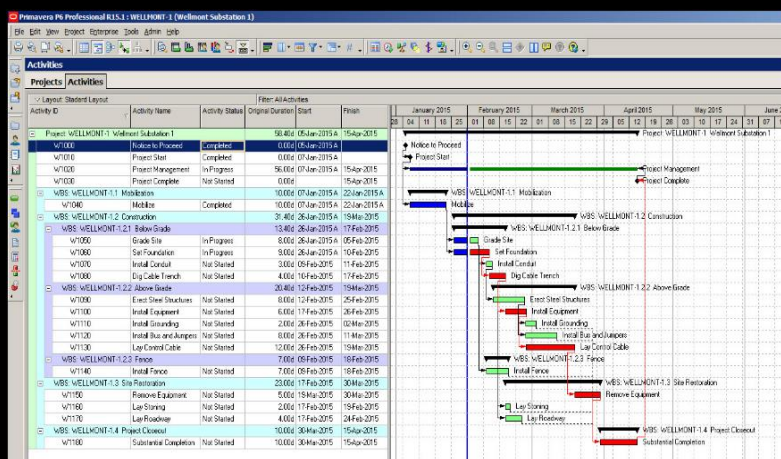 Primavera P6 Professional R15.1 : WELLMONT-1 (Wellmont Substation 1)
File Edit View Project Enterprise Tools Admin Help
Activities
Projects Activities
Layout: Stadard Layout Filter: All Activities
Activity ID Activity Name Activity Status Original Duration Start Finish
January 2015 February 2015 March 2015 April 2015 May 2015 June
28 04 11 18 25 01 08 15 22 01 08 15 22 29 05 12 19 26 03 10 17 24 31
Project: WELLMONT-1 Wellmont Substation 1 58.40d 05-Jan-2015 A 15-Apr-2015 Project: WELLMONT-1 Wellmont Substation 1
W1000 Notice to Proceed Completed 0.00d 05-Jan-2015 A Notice to Proceed
W1010 Project Start Completed 0.00d 07-Jan-2015 A Project Start
W1020 Project Management In Progress 56.00d 07-Jan-2015 A 15-Apr-2015 Project Management
W1030 Project Complete Not Started 0.00d 15-Apr-2015 Project Complete
WBS: WELLMONT-1.1 Mobilization 10.00d 07-Jan-2015 A 22-Jan-2015 A WBS: WELLMONT-1.1 Mobilization
W1040 Mobilize Completed 10.00d 07-Jan-2015 A 22-Jan-2015 A Mobilize
WBS: WELLMONT-1.2 Construction 31.40d 26-Jan-2015 A 19-Mar-2015 WBS: WELLMONT-1.2 Construction
WBS: WELLMONT-1.2.1 Below Grade 13.40d 26-Jan-2015 A 17-Feb-2015 WBS: WELLMONT-1.2.1 Below Grade
W1050 Grade Site In Progress 8.00d 26-Jan-2015 A 05-Feb-2015 Grade Site
W1060 Set Foundation In Progress 9.00d 26-Jan-2015 A 10-Feb-2015 Set Foundation
W1070 Install Conduit Not Started 3.00d 09-Feb-2015 11-Feb-2015 Install Conduit
W1080 Dig Cable Trench Not Started 4.00d 10-Feb-2015 17-Feb-2015 Dig Cable Trench
WBS: WELLMONT-1.2.2 Above Grade 20.40d 12-Feb-2015 19-Mar-2015 WBS: WELLMONT-1.2.2 Above Grade
W1090 Erect Steel Structures Not Started 0.00d 12-Feb-2015 25-Feb-2015 Erect Steel Structures
W1100 Install Equipment Not Started 6.00d 17-Feb-2015 26-Feb-2015 Install Equipment
W1110 Install Grounding Not Started 2.00d 26-Feb-2015 02-Mar-2015 Install Grounding
W1120 Install Bus and Jumpers Not Started 8.00d 26-Feb-2015 11-Mar-2015 Install Bus and Jumpers
W1130 Lay Control Cable Not Started 12.00d 26-Feb-2015 19-Mar-2015 Lay Control Cable
WBS: WELLMONT-1.2.3 Fence 7.00d 09-Feb-2015 18-Feb-2015 WBS: WELLMONT-1.2.3 Fence
W1140 Install Fence Not Started 7.00d 09-Feb-2015 18-Feb-2015 Install Fence
WBS: WELLMONT-1.3 Site Restoration 23.00d 17-Feb-2015 30-Mar-2015 WBS: WELLMONT-1.3 Site Restoration
W1150 Remove Equipment Not Started 5.00d 19-Mar-2015 30-Mar-2015 Remove Equipment
W1160 Lay Stoning Not Started 2.00d 17-Feb-2015 19-Feb-2015 Lay Stoning
W1170 Lay Roadway Not Started 4.00d 17-Feb-2015 24-Feb-2015 Lay Roadway
WBS: WELLMONT-1.4 Project Closeout 10.00d 30-Mar-2015 15-Apr-2015 WBS: WELLMONT-1.4 Project Closeout
W1180 Substantial Completion Not Started 10.00d 30-Mar-2015 15-Apr-2015 Substantial Completion